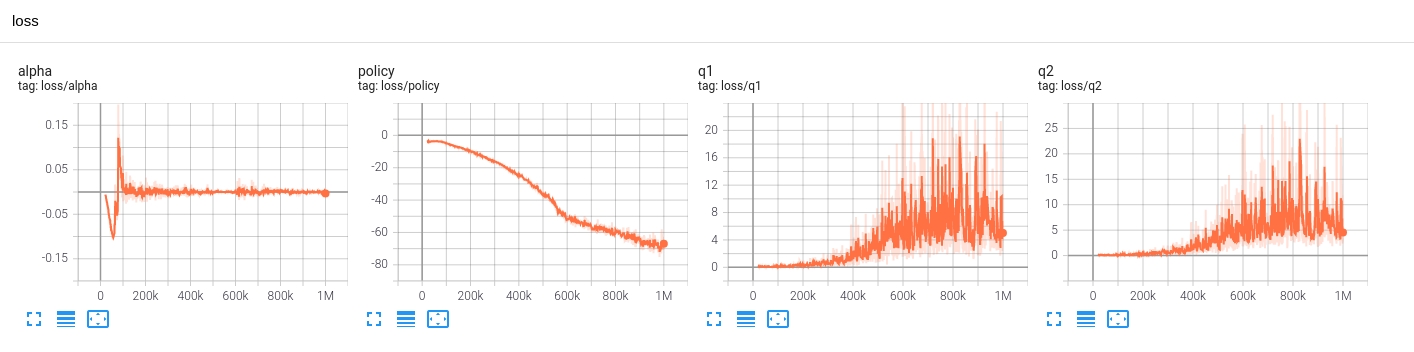 loss
alpha
tag: loss/alpha
0.15
0.05
-0.05
-0.15
0 200k 400k 600k 800k 1M
policy
tag: loss/policy
0
-20
-40
-60
-80
0 200k 400k 600k 800k 1M
q1
tag: loss/q1
20
16
12
8
4
0
0 200k 400k 600k 800k 1M
q2
tag: loss/q2
25
20
15
10
5
0
0 200k 400k 600k 800k 1M